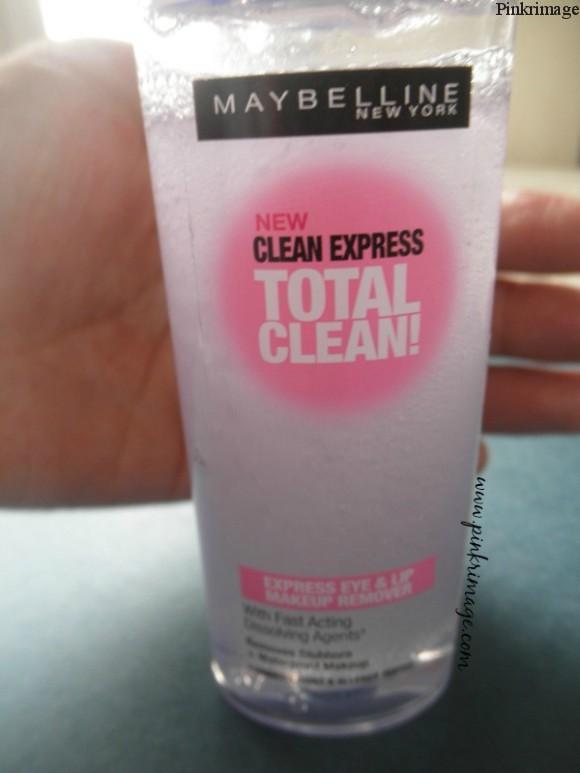 Pinkrimage
MAYBELLINE
NEW YORK
NEW
CLEAN EXPRESS
TOTAL
CLEAN!
EXPRESS EYE & LIP
MAKEUP REMOVER
With Fast Acting
Dissolving Agents*
Removes Stubborn
+ Waterproof Makeup
www.pinkrimage.com